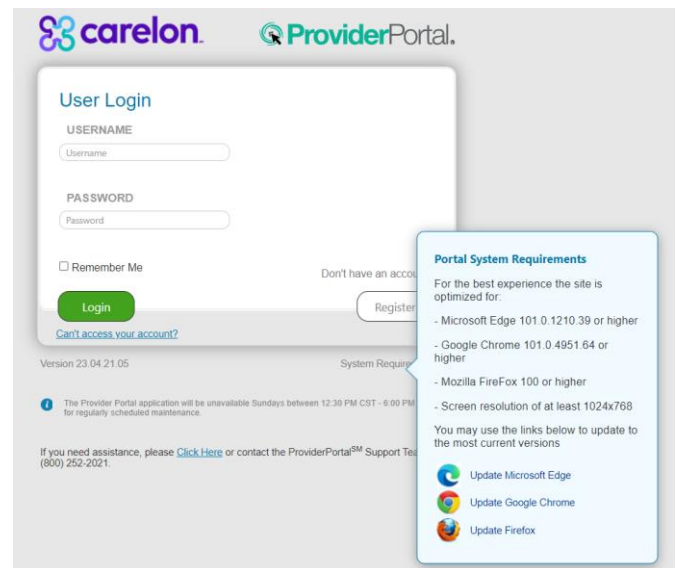 carelon
ProviderPortal.
User Login
USERNAME
Username
PASSWORD
Password
Remember Me
Don't have an accou
Login
Register
Can't access your account?
Version 23.04.21.05
System Require
The Provider Portal application will be unavailable Sundays between 12:30 PM CST - 6:00 PM
for regularly scheduled maintenance.
If you need assistance, please Click Here or contact the ProviderPortal℠ Support Tea
(800) 252-2021.
Portal System Requirements
For the best experience the site is
optimized for:
- Microsoft Edge 101.0.1210.39 or higher
- Google Chrome 101.0.4951.64 or
higher
- Mozilla FireFox 100 or higher
- Screen resolution of at least 1024x768
You may use the links below to update to
the most current versions
Update Microsoft Edge
Update Google Chrome
Update Firefox